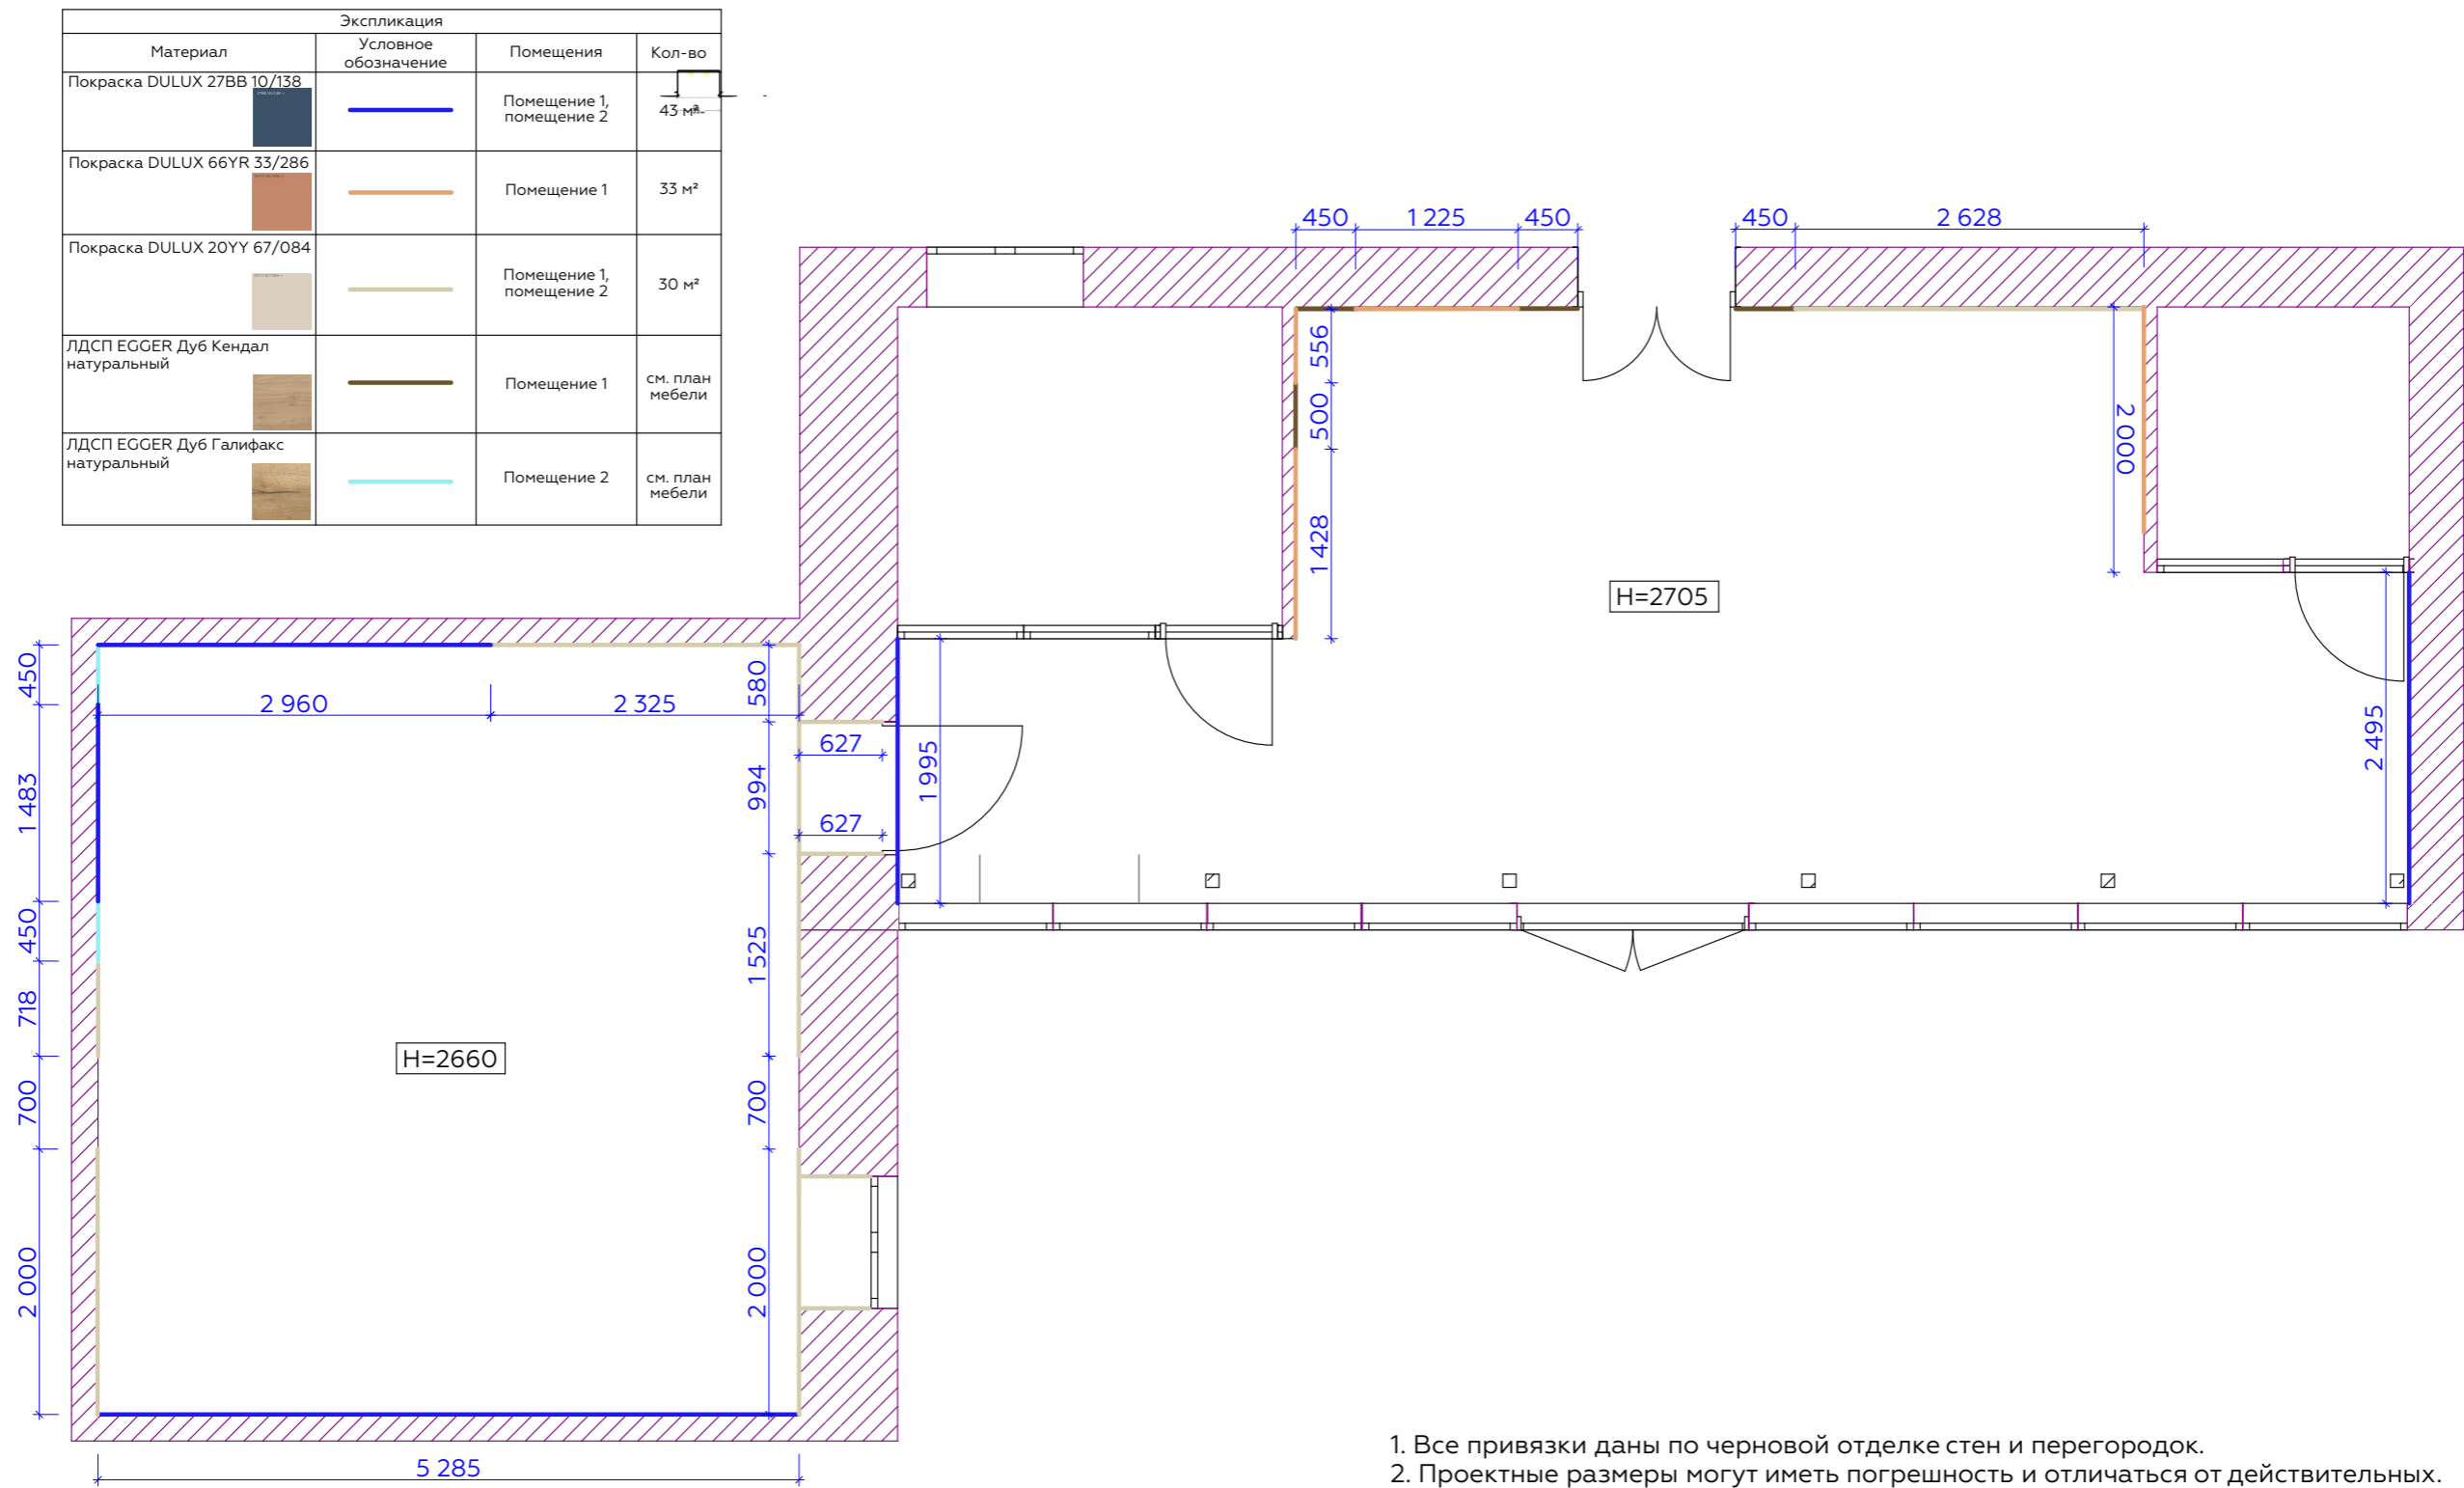 Экспликация
Материал
Условное
обозначение
Помещения
Кол-во
Покраска DULUX 27BB 10/138
Помещение 1,
помещение 2
43 м²
Покраска DULUX 66YR 33/286
Помещение 1
33 м²
Покраска DULUX 20YY 67/084
Помещение 1,
помещение 2
30 м²
ЛДСП EGGER Дуб Кендал
натуральный
Помещение 1
см. план
мебели
ЛДСП EGGER Дуб Галифакс
натуральный
Помещение 2
см. план
мебели
450
1 225
450
450
2 628
556
500
1 428
2 000
H=2705
2 495
1 995
450
1 483
450
718
700
2 000
2 960
2 325
580
994
1 525
700
2 000
627
627
H=2660
5 285
1. Все привязки даны по черновой отделке стен и перегородок.
2. Проектные размеры могут иметь погрешность и отличаться от действительных.